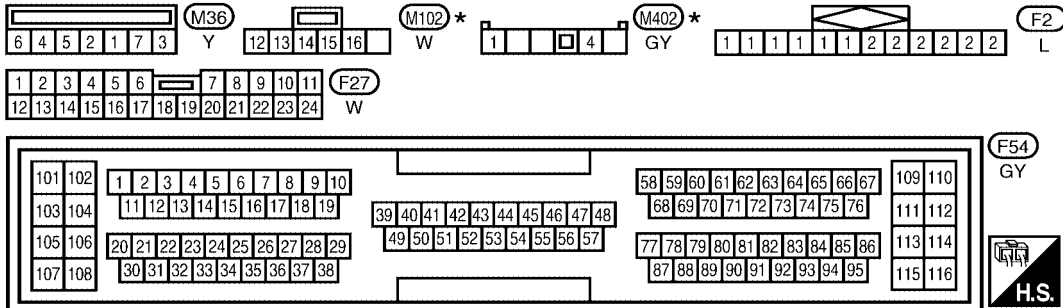 M36 M102 * M402 * F2
6 4 5 2 1 7 3 Y 12 13 14 15 16 W 1 4 GY 1 1 1 1 1 1 2 2 2 2 2 2 L
1 2 3 4 5 6 7 8 9 10 11 F27
12 13 14 15 16 17 18 19 20 21 22 23 24 W
F54
GY
101 102 1 2 3 4 5 6 7 8 9 10 58 59 60 61 62 63 64 65 66 67 109 110
103 104 11 12 13 14 15 16 17 18 19 39 40 41 42 43 44 45 46 47 48 68 69 70 71 72 73 74 75 76 111 112
105 106 20 21 22 23 24 25 26 27 28 29 49 50 51 52 53 54 55 56 57 77 78 79 80 81 82 83 84 85 86 113 114
107 108 30 31 32 33 34 35 36 37 38 87 88 89 90 91 92 93 94 95 115 116
H.S.